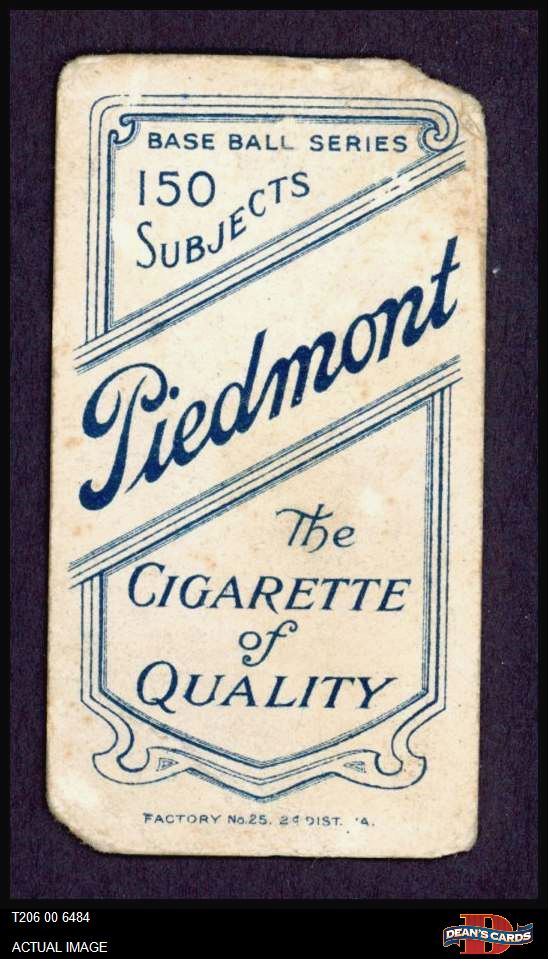 BASE BALL SERIES
150
SUBJECTS
Piedmont
The
CIGARETTE
of
QUALITY
FACTORY No. 25. 2d DIST. A.
T206 00 6484
ACTUAL IMAGE
DEAN'S CARDS